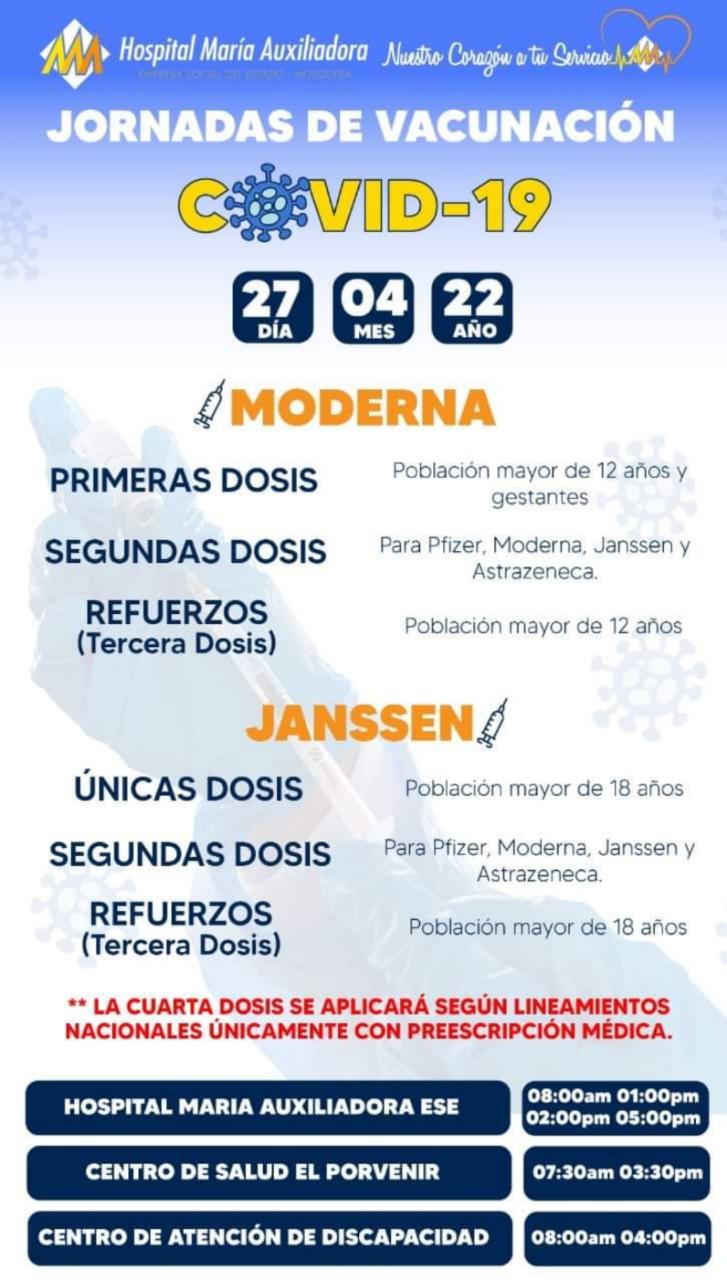 Hospital María Auxiliadora
EMPRESA SOCIAL DEL ESTADO - MOSQUERA
Nuestro Corazón a tu Servicio
JORNADAS DE VACUNACIÓN
COVID-19
27 04 22
DÍA MES AÑO
MODERNA
PRIMERAS DOSIS
Población mayor de 12 años y
gestantes
SEGUNDAS DOSIS
Para Pfizer, Moderna, Janssen y
Astrazeneca.
REFUERZOS
(Tercera Dosis)
Población mayor de 12 años
JANSSEN
ÚNICAS DOSIS
Población mayor de 18 años
SEGUNDAS DOSIS
Para Pfizer, Moderna, Janssen y
Astrazeneca.
REFUERZOS
(Tercera Dosis)
Población mayor de 18 años
** LA CUARTA DOSIS SE APLICARÁ SEGÚN LINEAMIENTOS
NACIONALES ÚNICAMENTE CON PREESCRIPCIÓN MÉDICA.
HOSPITAL MARIA AUXILIADORA ESE
08:00am 01:00pm
02:00pm 05:00pm
CENTRO DE SALUD EL PORVENIR
07:30am 03:30pm
CENTRO DE ATENCIÓN DE DISCAPACIDAD
08:00am 04:00pm